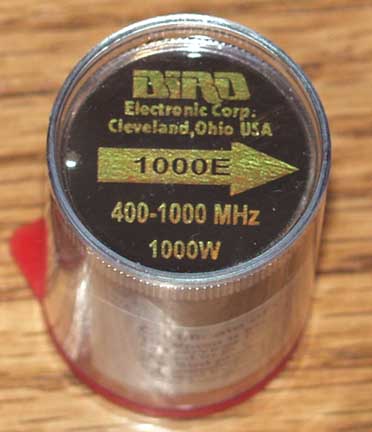 BIRD
Electronic Corp.
Cleveland, Ohio USA
1000E
400-1000 MHz
1000W